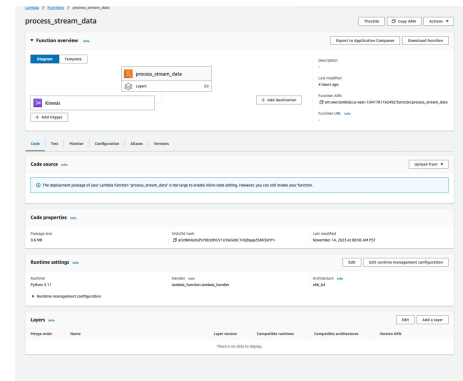 Lambda > Functions > process_stream_data
process_stream_data
Throttle
Copy ARN
Actions
Function overview Info
Export to Application Composer
Download function
Diagram
Template
process_stream_data
Layers (0)
Kinesis
+ Add destination
+ Add trigger
Description
-
Last modified
4 hours ago
Function ARN
Function URL Info
-
Code
Test
Monitor
Configuration
Aliases
Versions
Code source Info
Upload from
The deployment package of your Lambda function "process_stream_data" is too large to enable inline code editing. However, you can still invoke your function.
Code properties Info
Package size
9.6 MB
SHA256 hash
Last modified
November 14, 2023 at 08:08 AM PST
Runtime settings Info
Edit
Edit runtime management configuration
Runtime
Python 3.11
Handler Info
lambda_function.lambda_handler
Architecture Info
x86_64
Runtime management configuration
Layers Info
Edit
Add a layer
Merge order
Name
Layer version
Compatible runtimes
Compatible architectures
Version ARN
There is no data to display.